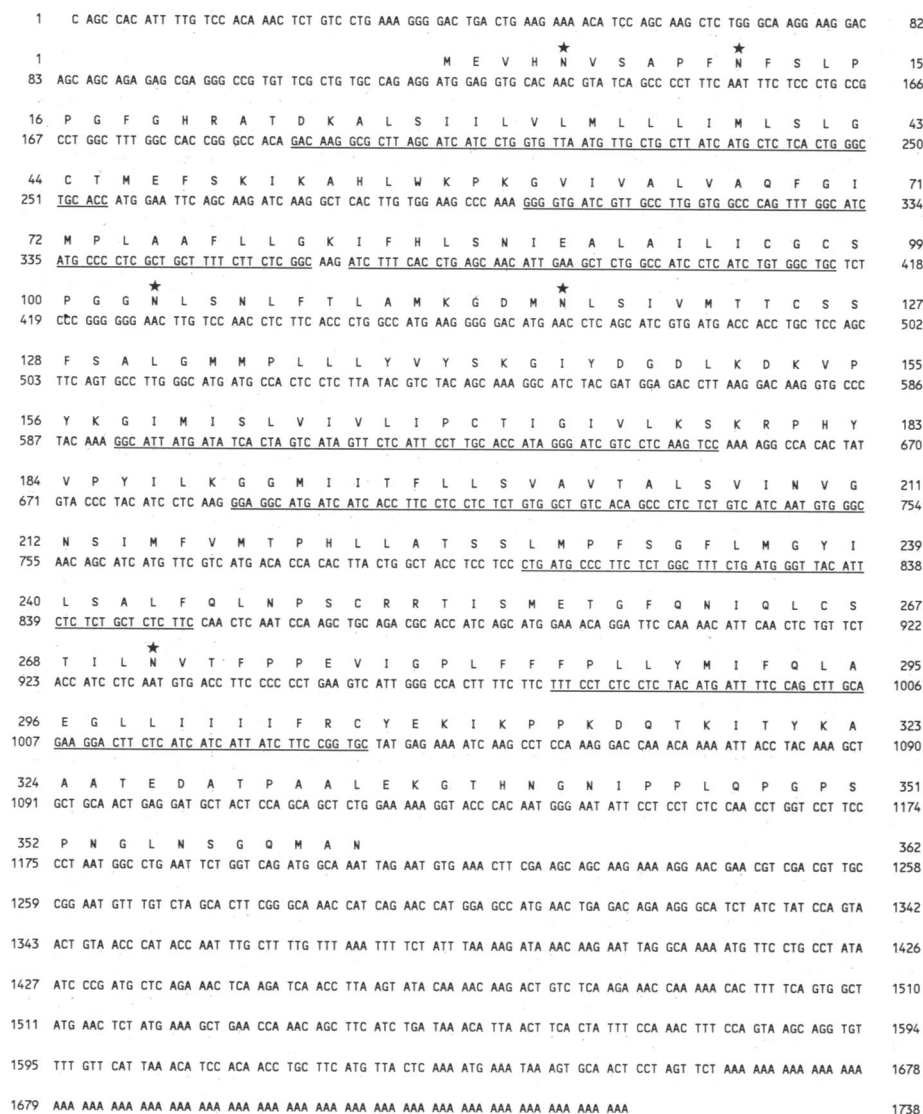 1 C AGC CAC ATT TTG TCC ACA AAC TCT GTC CTG AAA GGG GAC TGA CTG AAG AAA ACA TCC AGC AAG CTC TGG GCA AGG AAG GAC 82
★ ★
1 M E V H N V S A P F N F S L P 15
83 AGC AGC AGA GAG CGA GGG CCG TGT TCG CTG TGC CAG AGG ATG GAG GTG CAC AAC GTA TCA GCC CCT TTC AAT TTC TCC CTG CCG 166
16 P G F G H R A T D K A L S I I L V L M L L L I M L S L G 43
167 CCT GGC TTT GGC CAC CGG GCC ACA GAC AAG GCG CTT AGC ATC ATC CTG GTG TTA ATG TTG CTG CTT ATC ATG CTC TCA CTG GGC 250
44 C T M E F S K I K A H L W K P K G V I V A L V A Q F G I 71
251 TGC ACC ATG GAA TTC AGC AAG ATC AAG GCT CAC TTG TGG AAG CCC AAA GGG GTG ATC GTT GCC TTG GTG GCC CAG TTT GGC ATC 334
72 M P L A A F L L G K I F H L S N I E A L A I L I C G C S 99
335 ATG CCC CTC GCT GCT TTT CTT CTC GGC AAG ATC TTT CAC CTG AGC AAC ATT GAA GCT CTG GCC ATC CTC ATC TGT GGC TGC TCT 418
★ ★
100 P G G N L S N L F T L A M K G D M N L S I V M T T C S S 127
419 CCC GGG GGG AAC TTG TCC AAC CTC TTC ACC CTG GCC ATG AAG GGG GAC ATG AAC CTC AGC ATC GTG ATG ACC ACC TGC TCC AGC 502
128 F S A L G M M P L L L Y V Y S K G I Y D G D L K D K V P 155
503 TTC AGT GCC TTG GGC ATG ATG CCA CTC CTC TTA TAC GTC TAC AGC AAA GGC ATC TAC GAT GGA GAC CTT AAG GAC AAG GTG CCC 586
156 Y K G I M I S L V I V L I P C T I G I V L K S K R P H Y 183
587 TAC AAA GGC ATT ATG ATA TCA CTA GTC ATA GTT CTC ATT CCT TGC ACC ATA GGG ATC GTC CTC AAG TCC AAA AGG CCA CAC TAT 670
184 V P Y I L K G G M I I T F L L S V A V T A L S V I N V G 211
671 GTA CCC TAC ATC CTC AAG GGA GGC ATG ATC ATC ACC TTC CTC CTC TCT GTG GCT GTC ACA GCC CTC TCT GTC ATC AAT GTG GGC 754
212 N S I M F V M T P H L L A T S S L M P F S G F L M G Y I 239
755 AAC AGC ATC ATG TTC GTC ATG ACA CCA CAC TTA CTG GCT ACC TCC TCC CTG ATG CCC TTC TCT GGC TTT CTG ATG GGT TAC ATT 838
240 L S A L F Q L N P S C R R T I S M E T G F Q N I Q L C S 267
839 CTC TCT GCT CTC TTC CAA CTC AAT CCA AGC TGC AGA CGC ACC ATC AGC ATG GAA ACA GGA TTC CAA AAC ATT CAA CTC TGT TCT 922
★
268 T I L N V T F P P E V I G P L F F F P L L Y M I F Q L A 295
923 ACC ATC CTC AAT GTG ACC TTC CCC CCT GAA GTC ATT GGG CCA CTT TTC TTC TTT CCT CTC CTC TAC ATG ATT TTC CAG CTT GCA 1006
296 E G L L I I I I F R C Y E K I K P P K D Q T K I T Y K A 323
1007 GAA GGA CTT CTC ATC ATC ATT ATC TTC CGG TGC TAT GAG AAA ATC AAG CCT CCA AAG GAC CAA ACA AAA ATT ACC TAC AAA GCT 1090
324 A A T E D A T P A A L E K G T H N G N I P P L Q P G P S 351
1091 GCT GCA ACT GAG GAT GCT ACT CCA GCA GCT CTG GAA AAA GGT ACC CAC AAT GGG AAT ATT CCT CCT CTC CAA CCT GGT CCT TCC 1174
352 P N G L N S G Q M A N 362
1175 CCT AAT GGC CTG AAT TCT GGT CAG ATG GCA AAT TAG AAT GTG AAA CTT CGA AGC AGC AAG AAA AGG AAC GAA CGT CGA CGT TGC 1258
1259 CGG AAT GTT TGT CTA GCA CTT CGG GCA AAC CAT CAG AAC CAT GGA GCC ATG AAC TGA GAC AGA AGG GCA TCT ATC TAT CCA GTA 1342
1343 ACT GTA ACC CAT ACC AAT TTG CTT TTG TTT AAA TTT TCT ATT TAA AAG ATA AAC AAG AAT TAG GCA AAA ATG TTC CTG CCT ATA 1426
1427 ATC CCG ATG CTC AGA AAC TCA AGA TCA ACC TTA AGT ATA CAA AAC AAG ACT GTC TCA AGA AAC CAA AAA CAC TTT TCA GTG GCT 1510
1511 ATG AAC TCT ATG AAA GCT GAA CCA AAC AGC TTC ATC TGA TAA ACA TTA ACT TCA CTA TTT CCA AAC TTT CCA GTA AGC AGG TGT 1594
1595 TTT GTT CAT TAA ACA TCC ACA ACC TGC TTC ATG TTA CTC AAA ATG AAA TAA AGT GCA ACT CCT AGT TCT AAA AAA AAA AAA AAA 1678
1679 AAA AAA AAA AAA AAA AAA AAA AAA AAA AAA AAA AAA AAA AAA AAA AAA AAA AAA AAA AAA 1738